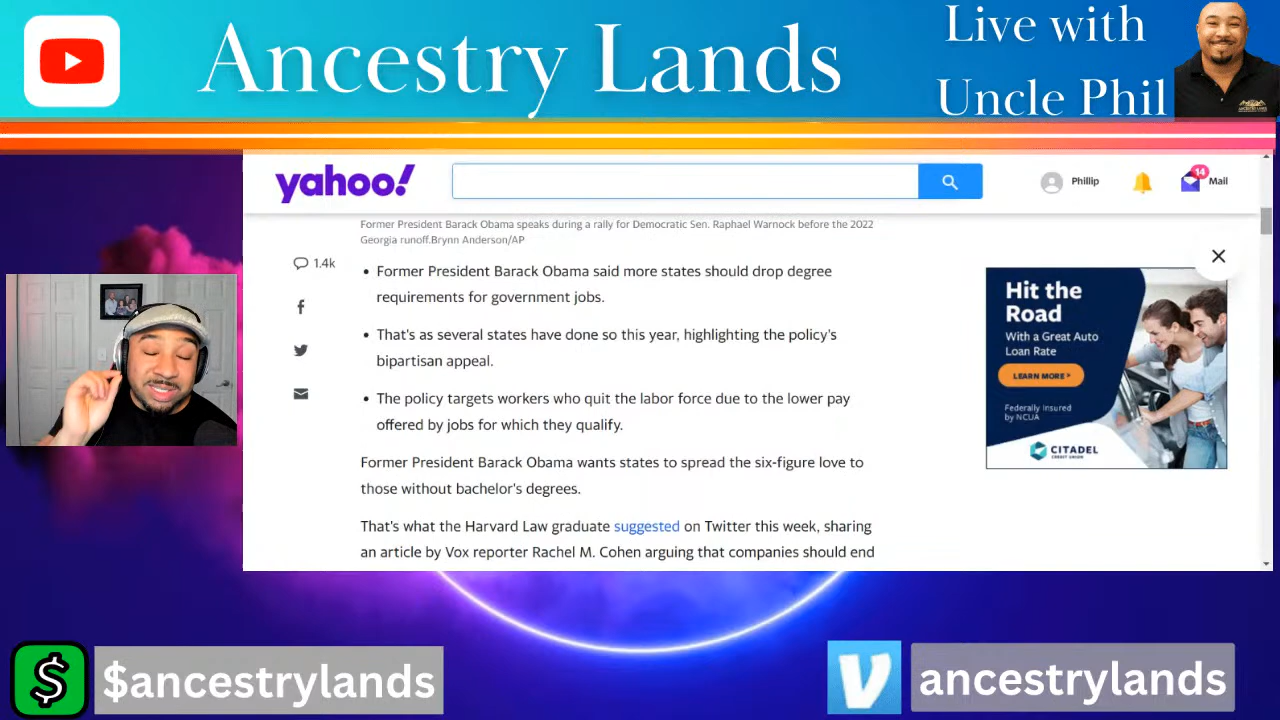 Ancestry Lands
Live with
Uncle Phil
yahoo!
Phillip
14
Mail
Former President Barack Obama speaks during a rally for Democratic Sen. Raphael Warnock before the 2022
Georgia runoff.Brynn Anderson/AP
1.4k
• Former President Barack Obama said more states should drop degree
requirements for government jobs.
• That's as several states have done so this year, highlighting the policy's
bipartisan appeal.
• The policy targets workers who quit the labor force due to the lower pay
offered by jobs for which they qualify.
Former President Barack Obama wants states to spread the six-figure love to
those without bachelor's degrees.
That's what the Harvard Law graduate suggested on Twitter this week, sharing
an article by Vox reporter Rachel M. Cohen arguing that companies should end
Hit the
Road
With a Great Auto
Loan Rate
LEARN MORE >
Federally Insured
by NCUA
CITADEL
CREDIT UNION
$ancestrylands
ancestrylands